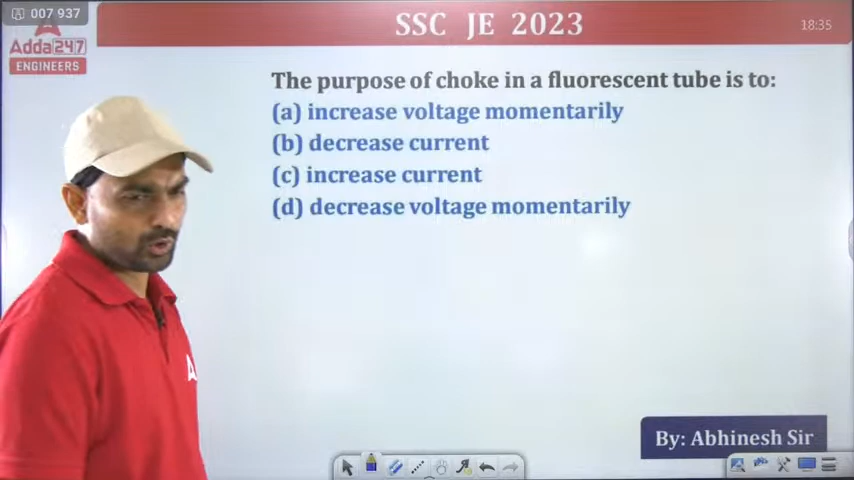 007 937
SSC JE 2023
18:35
Adda247
ENGINEERS
The purpose of choke in a fluorescent tube is to:
(a) increase voltage momentarily
(b) decrease current
(c) increase current
(d) decrease voltage momentarily
A
By: Abhinesh Sir